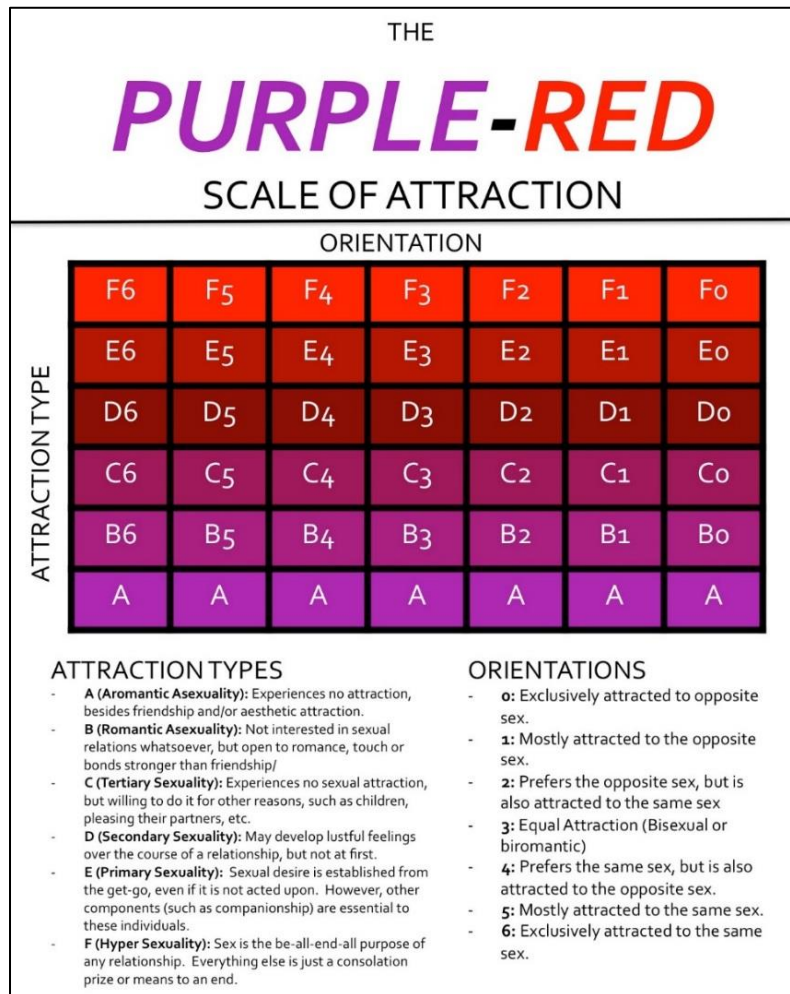 THE
PURPLE-RED
SCALE OF ATTRACTION
ORIENTATION
ATTRACTION TYPE
F6 F5 F4 F3 F2 F1 F0
E6 E5 E4 E3 E2 E1 E0
D6 D5 D4 D3 D2 D1 D0
C6 C5 C4 C3 C2 C1 C0
B6 B5 B4 B3 B2 B1 B0
A A A A A A A
ATTRACTION TYPES
- A (Aromantic Asexuality): Experiences no attraction,
besides friendship and/or aesthetic attraction.
- B (Romantic Asexuality): Not interested in sexual
relations whatsoever, but open to romance, touch or
bonds stronger than friendship/
- C (Tertiary Sexuality): Experiences no sexual attraction,
but willing to do it for other reasons, such as children,
pleasing their partners, etc.
- D (Secondary Sexuality): May develop lustful feelings
over the course of a relationship, but not at first.
- E (Primary Sexuality): Sexual desire is established from
the get-go, even if it is not acted upon. However, other
components (such as companionship) are essential to
these individuals.
- F (Hyper Sexuality): Sex is the be-all-end-all purpose of
any relationship. Everything else is just a consolation
prize or means to an end.
ORIENTATIONS
- 0: Exclusively attracted to opposite
sex.
- 1: Mostly attracted to the opposite
sex.
- 2: Prefers the opposite sex, but is
also attracted to the same sex
- 3: Equal Attraction (Bisexual or
biromantic)
- 4: Prefers the same sex, but is also
attracted to the opposite sex.
- 5: Mostly attracted to the same sex.
- 6: Exclusively attracted to the same
sex.